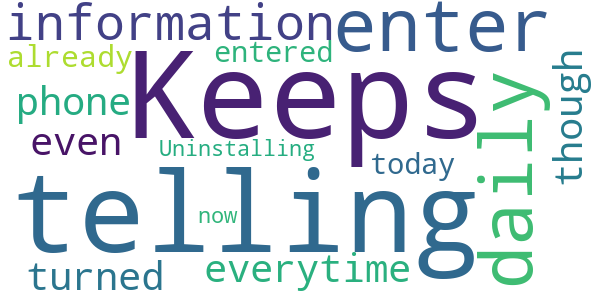 information
enter
already
entered
Keeps
phone
though
even
Uninstalling
today
daily
telling
now
turned
everytime